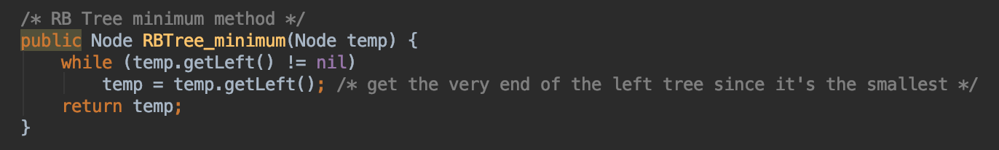 /* RB Tree minimum method */
public Node RBTree_minimum(Node temp) {
    while (temp.getLeft() != nil)
        temp = temp.getLeft(); /* get the very end of the left tree since it's the smallest */
    return temp;
}